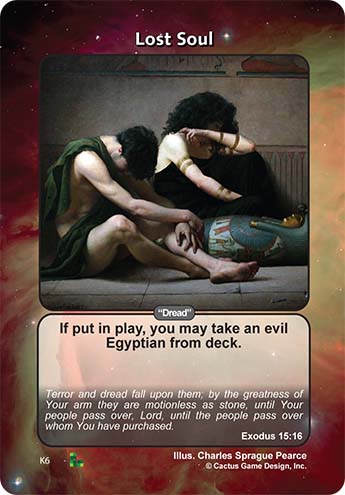 Lost Soul
"Dread"
If put in play, you may take an evil
Egyptian from deck.
Terror and dread fall upon them; by the greatness of
Your arm they are motionless as stone, until Your
people pass over, Lord, until the people pass over
whom You have purchased.
Exodus 15:16
K6
Illus. Charles Sprague Pearce
© Cactus Game Design, Inc.